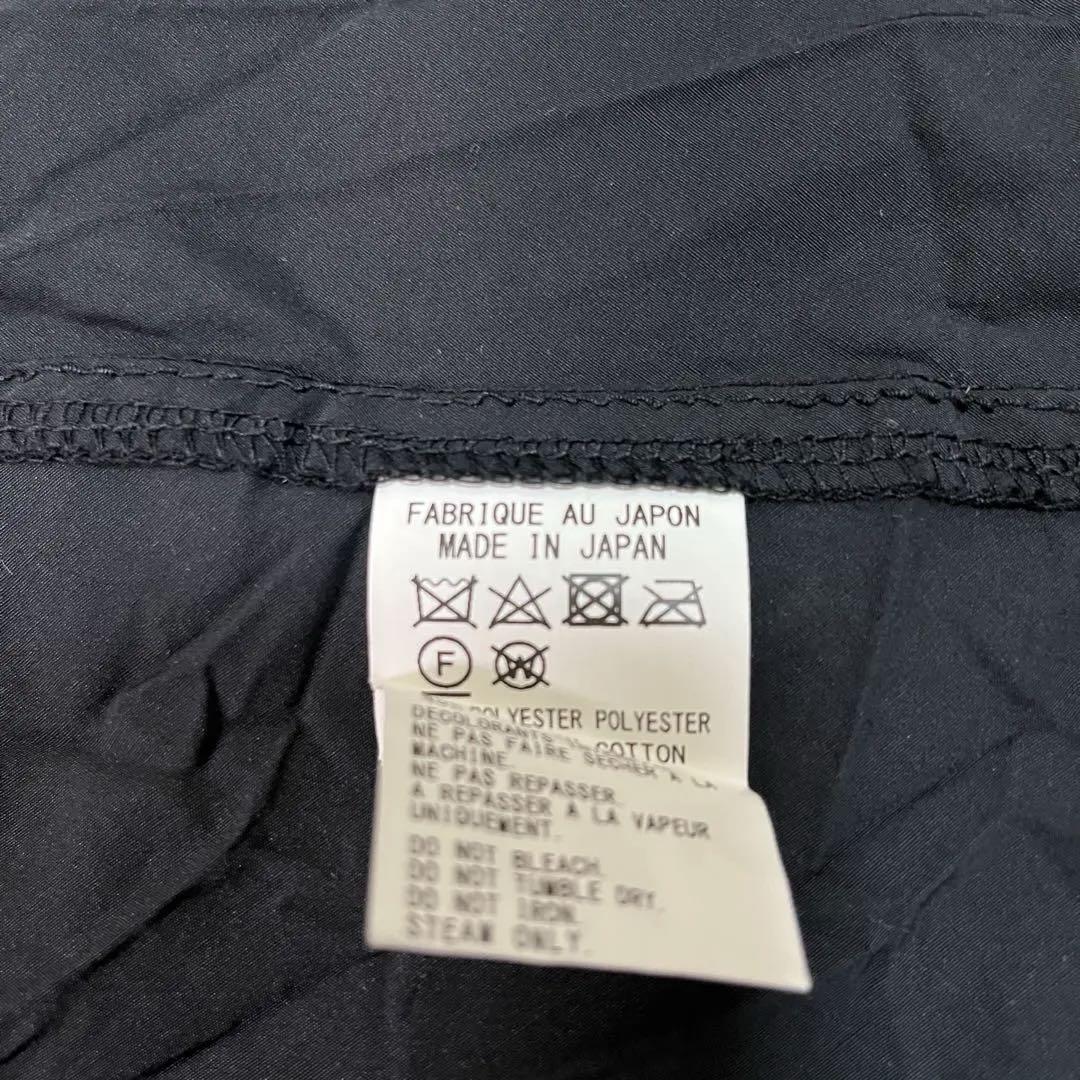 FABRIQUE AU JAPON
MADE IN JAPAN
F
W
POLYESTER POLYESTER
COTTON
DECOLORANTS
NE PAS FAIRE SECHER A LA
MACHINE.
NE PAS REPASSER.
A REPASSER A LA VAPEUR
UNIQUEMENT.
DO NOT BLEACH.
DO NOT TUMBLE DRY.
DO NOT IRON.
STEAM ONLY.